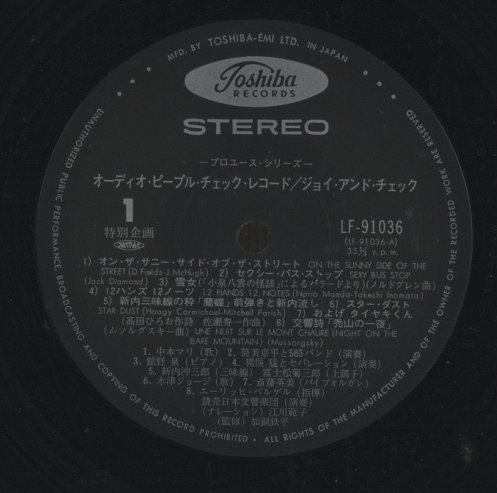 MFD. BY TOSHIBA-EMI LTD. IN JAPAN
Toshiba
RECORDS
STEREO
—プロユース・シリーズ—
オーディオ・ピープル・チェック・レコード/ジョイ・アンド・チェック
1
特別企画
LF-91036
(LF-91036-A)
33⅓ r.p.m.
1) オン・ザ・サニー・サイド・オブ・ザ・ストリート ON THE SUNNY SIDE OF THE
STREET (D.Fields-J.McHugh) 2) セクシー・バス・ストップ SEXY BUS STOP
(Jack Diamond) 3) 雪女(「小泉八雲の怪談」によるバラードより)(ノルドグレン曲)
4) 12ハンズ 12ノーツ 12 HANDS 12 NOTES (Norio Maeda-Takeshi Inomata)
5) 新内三味線の粋「蘭蝶」前弾きと新内流し 6) スター・ダスト
STAR DUST (Hoagy Carmichael-Mitchell Parish) 7) およげ タイヤキくん
(高田ひろお作詩 佐瀬寿一作曲) 8) 交響詩「禿山の一夜」
(ムソルグスキー曲) UNE NUIT SUR LE MONT CHAURE (NIGHT ON THE
BARE MOUNTAIN) (Mussorgsky)
1. 中本マリ(歌) 2. 筒美京平と585バンド(演奏)
3. 舘野 泉(ピアノ) 4. 猪俣 猛とセパレーション(演奏)
5. 新内仲三郎(三味線) 富士松菊三郎(上調子)
6. 木津ジョージ(歌) 7. 斎藤英美(パイプオルガン)
8. エーリッヒ・ベルゲル(指揮)
読売日本交響楽団(演奏)
(ナレーション)江川範子
(監修)加銅鉄平
UNAUTHORIZED PUBLIC PERFORMANCE, BROADCASTING AND COPYING OF THIS RECORD PROHIBITED • ALL RIGHTS OF THE MANUFACTURER AND OF THE OWNER OF THE RECORDED WORK RESERVED